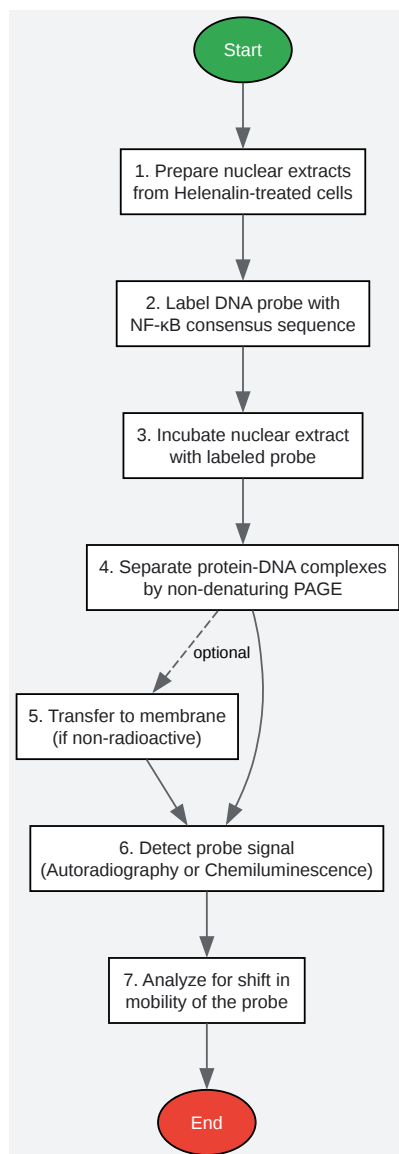 Start
1. Prepare nuclear extracts
from Helenalin-treated cells
2. Label DNA probe with
NF-κB consensus sequence
3. Incubate nuclear extract
with labeled probe
4. Separate protein-DNA complexes
by non-denaturing PAGE
optional
5. Transfer to membrane
(if non-radioactive)
6. Detect probe signal
(Autoradiography or Chemiluminescence)
7. Analyze for shift in
mobility of the probe
End